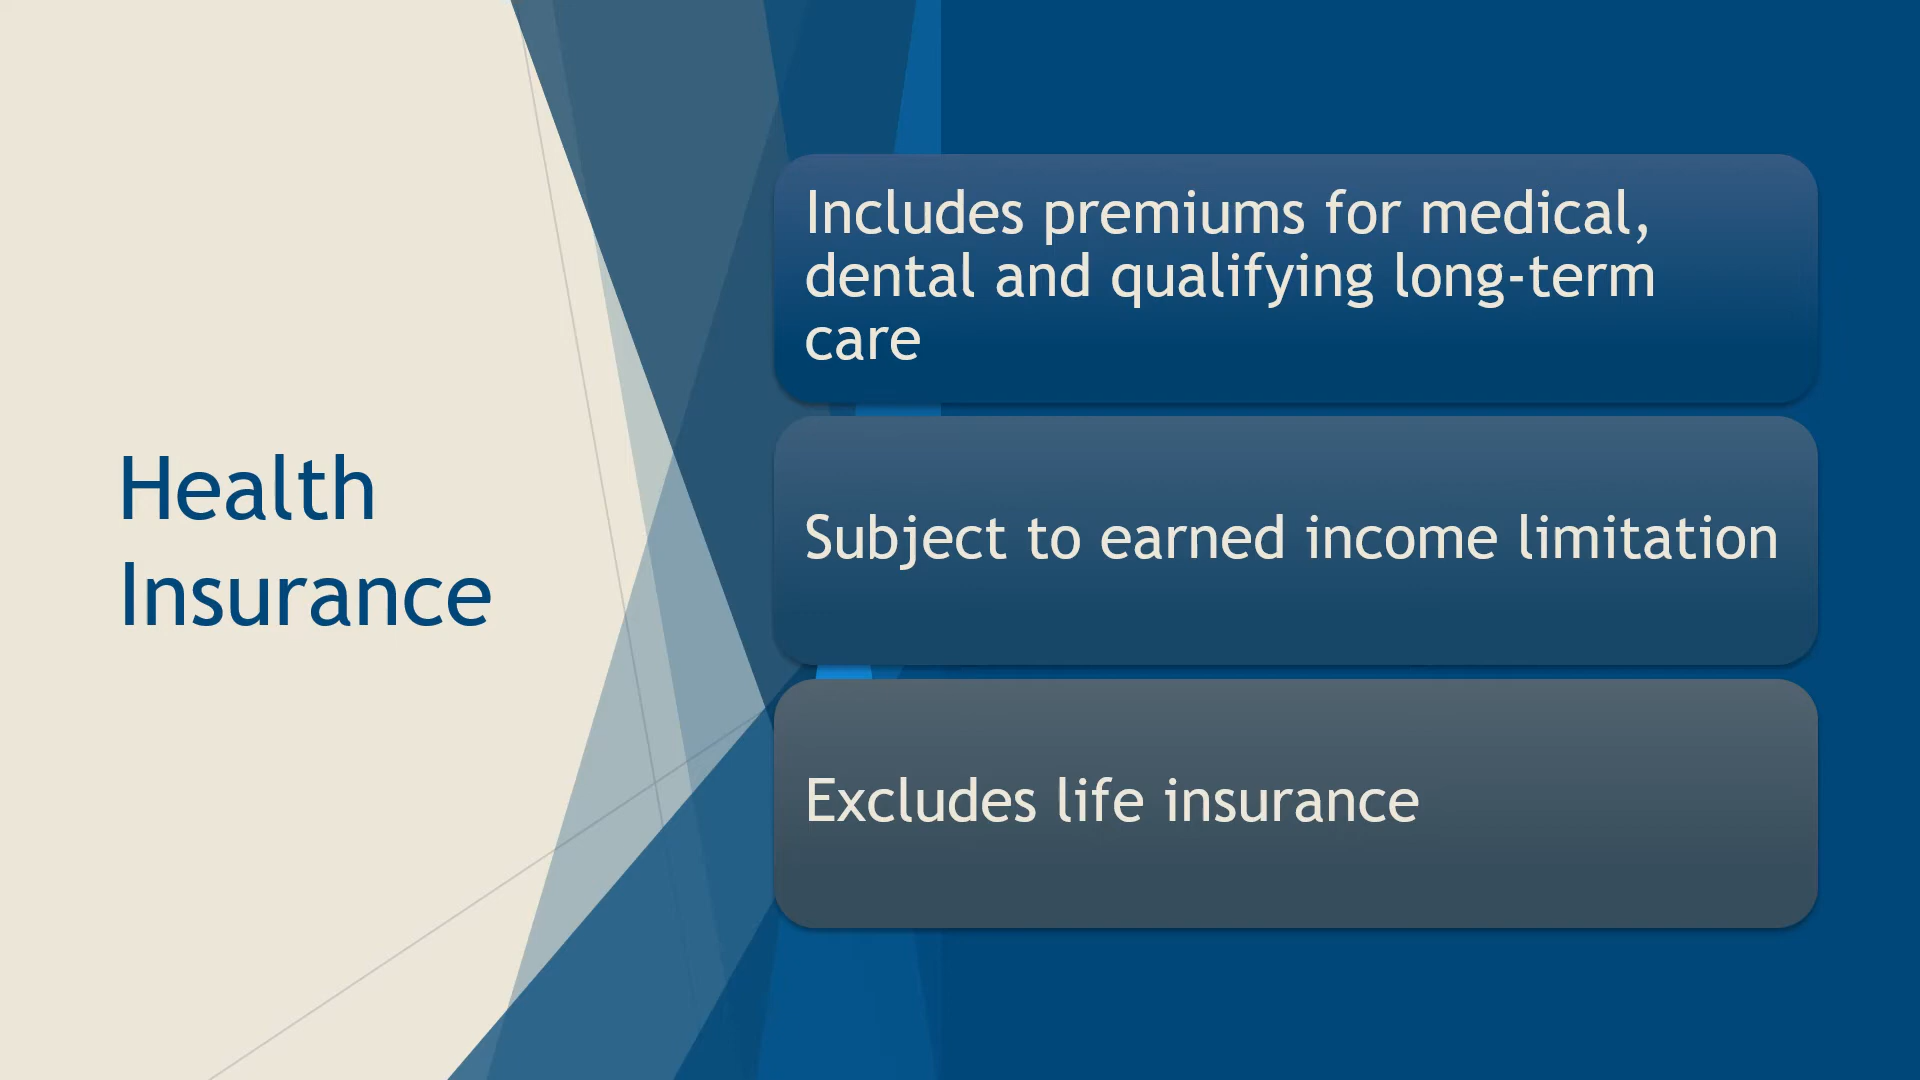 Health
Insurance
Includes premiums for medical,
dental and qualifying long-term
care
Subject to earned income limitation
Excludes life insurance